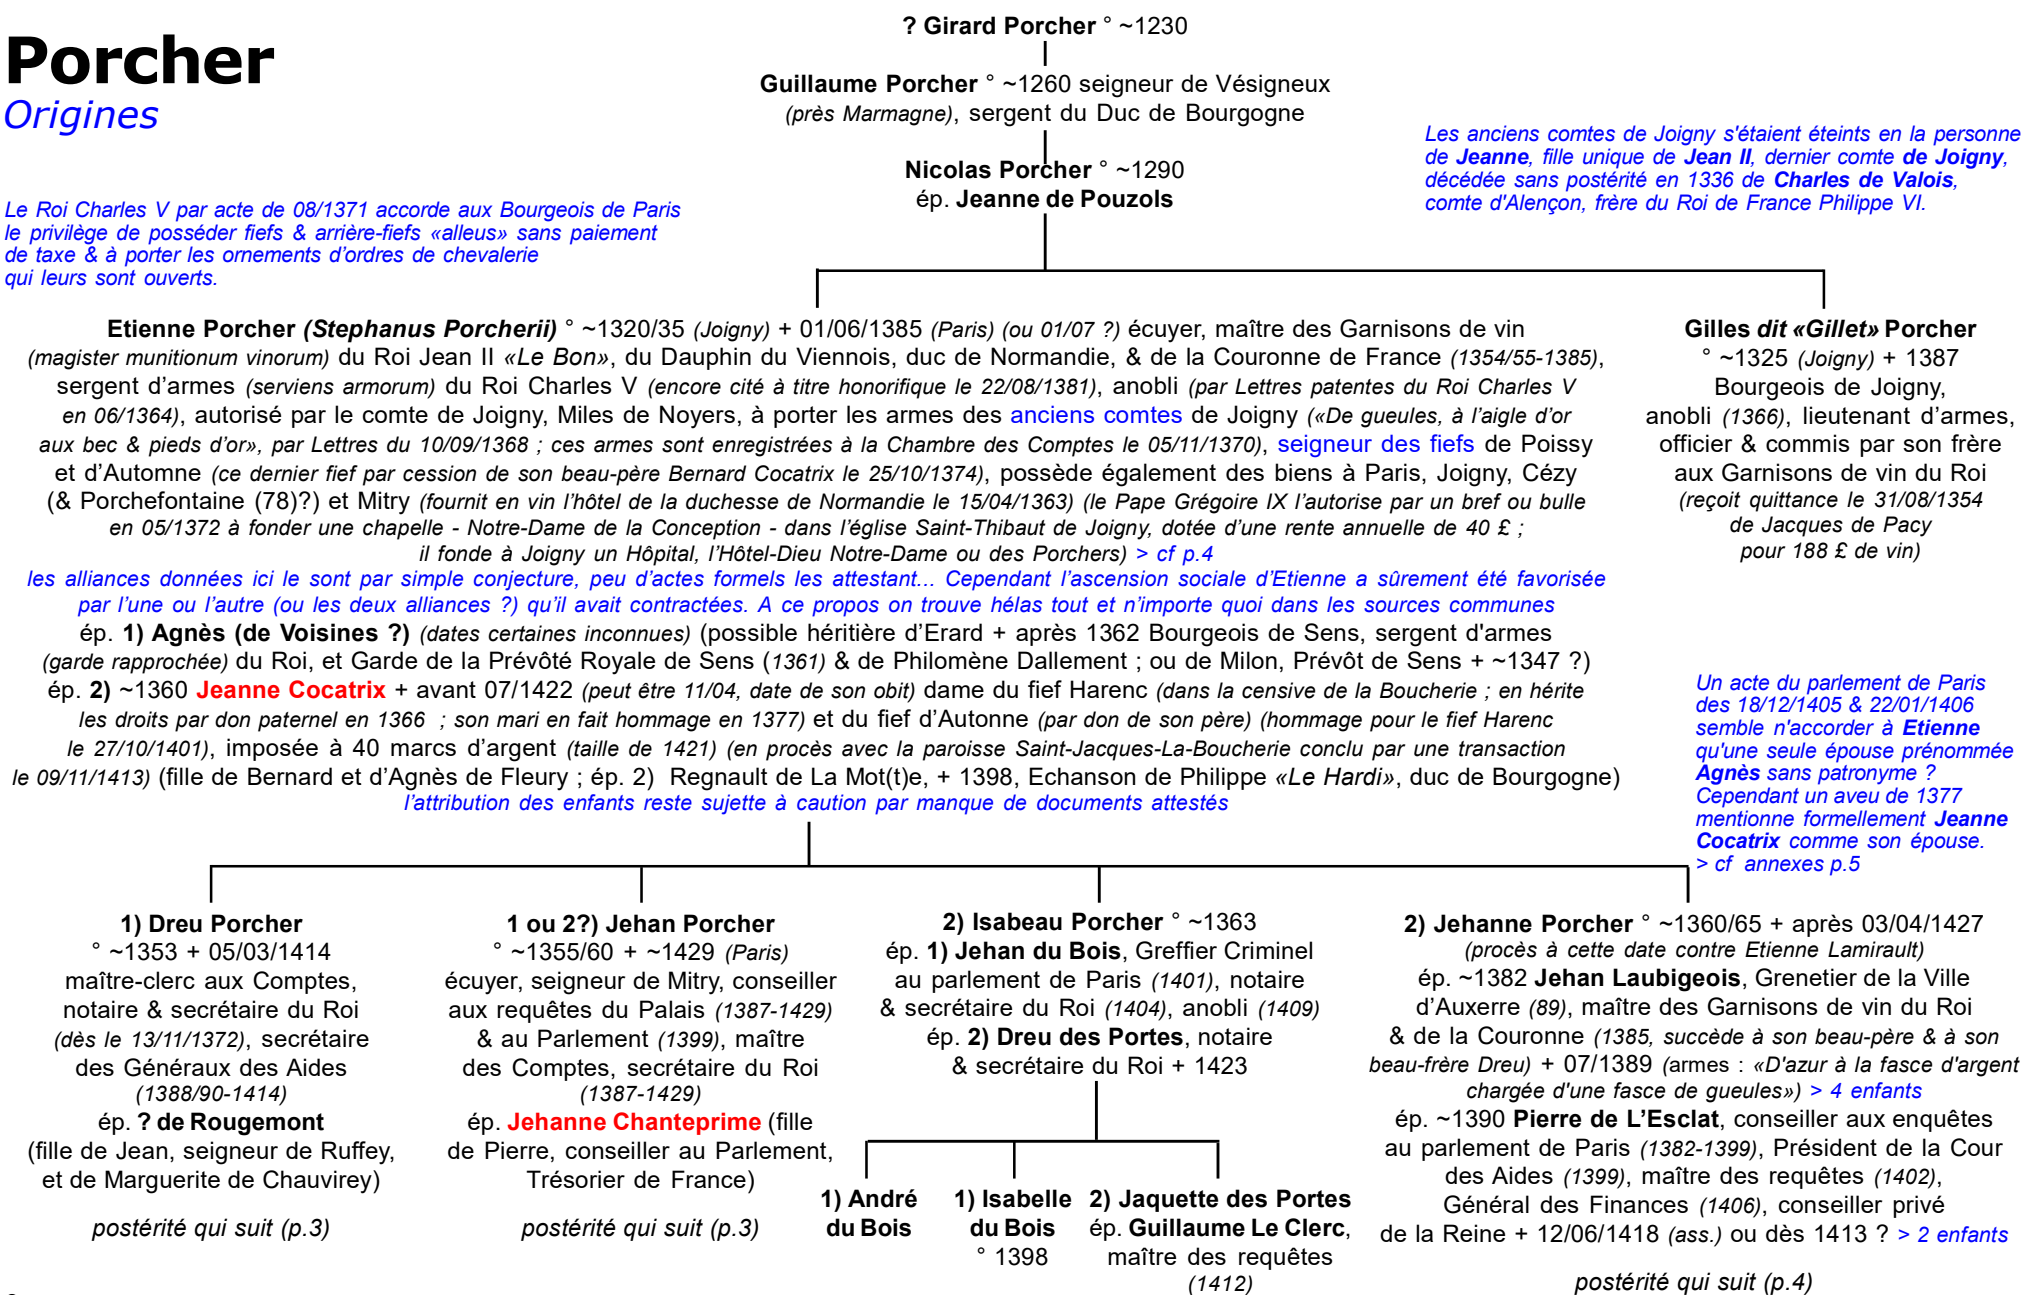 Porcher
Origines
? Girard Porcher ° ~1230
Guillaume Porcher ° ~1260 seigneur de Vésigneux
(près Marmagne), sergent du Duc de Bourgogne
Nicolas Porcher ° ~1290
ép. Jeanne de Pouzols
Les anciens comtes de Joigny s'étaient éteints en la personne
de Jeanne, fille unique de Jean II, dernier comte de Joigny,
décédée sans postérité en 1336 de Charles de Valois,
comte d'Alençon, frère du Roi de France Philippe VI.
Le Roi Charles V par acte de 08/1371 accorde aux Bourgeois de Paris
le privilège de posséder fiefs & arrière-fiefs «alleus» sans paiement
de taxe & à porter les ornements d’ordres de chevalerie
qui leurs sont ouverts.
Etienne Porcher (Stephanus Porcherii) ° ~1320/35 (Joigny) + 01/06/1385 (Paris) (ou 01/07 ?) écuyer, maître des Garnisons de vin
(magister munitionum vinorum) du Roi Jean II «Le Bon», du Dauphin du Viennois, duc de Normandie, & de la Couronne de France (1354/55-1385),
sergent d’armes (serviens armorum) du Roi Charles V (encore cité à titre honorifique le 22/08/1381), anobli (par Lettres patentes du Roi Charles V
en 06/1364), autorisé par le comte de Joigny, Miles de Noyers, à porter les armes des anciens comtes de Joigny («De gueules, à l’aigle d’or
aux bec & pieds d’or», par Lettres du 10/09/1368 ; ces armes sont enregistrées à la Chambre des Comptes le 05/11/1370), seigneur des fiefs de Poissy
et d’Automne (ce dernier fief par cession de son beau-père Bernard Cocatrix le 25/10/1374), possède également des biens à Paris, Joigny, Cézy
(& Porchefontaine (78)?) et Mitry (fournit en vin l’hôtel de la duchesse de Normandie le 15/04/1363) (le Pape Grégoire IX l’autorise par un bref ou bulle
en 05/1372 à fonder une chapelle - Notre-Dame de la Conception - dans l’église Saint-Thibaut de Joigny, dotée d’une rente annuelle de 40 £ ;
il fonde à Joigny un Hôpital, l’Hôtel-Dieu Notre-Dame ou des Porchers) > cf p.4
les alliances données ici le sont par simple conjecture, peu d’actes formels les attestant... Cependant l’ascension sociale d’Etienne a sûrement été favorisée
par l’une ou l’autre (ou les deux alliances ?) qu’il avait contractées. A ce propos on trouve hélas tout et n’importe quoi dans les sources communes
ép. 1) Agnès (de Voisines ?) (dates certaines inconnues) (possible héritière d’Erard + après 1362 Bourgeois de Sens, sergent d'armes
(garde rapprochée) du Roi, et Garde de la Prévôté Royale de Sens (1361) & de Philomène Dallement ; ou de Milon, Prévôt de Sens + ~1347 ?)
ép. 2) ~1360 Jeanne Cocatrix + avant 07/1422 (peut être 11/04, date de son obit) dame du fief Harenc (dans la censive de la Boucherie ; en hérite
les droits par don paternel en 1366 ; son mari en fait hommage en 1377) et du fief d’Autonne (par don de son père) (hommage pour le fief Harenc
le 27/10/1401), imposée à 40 marcs d’argent (taille de 1421) (en procès avec la paroisse Saint-Jacques-La-Boucherie conclu par une transaction
le 09/11/1413) (fille de Bernard et d’Agnès de Fleury ; ép. 2) Regnault de La Mot(t)e, + 1398, Echanson de Philippe «Le Hardi», duc de Bourgogne)
l’attribution des enfants reste sujette à caution par manque de documents attestés
Gilles dit «Gillet» Porcher
° ~1325 (Joigny) + 1387
Bourgeois de Joigny,
anobli (1366), lieutenant d’armes,
officier & commis par son frère
aux Garnisons de vin du Roi
(reçoit quittance le 31/08/1354
de Jacques de Pacy
pour 188 £ de vin)
Un acte du parlement de Paris
des 18/12/1405 & 22/01/1406
semble n'accorder à Etienne
qu'une seule épouse prénommée
Agnès sans patronyme ?
Cependant un aveu de 1377
mentionne formellement Jeanne
Cocatrix comme son épouse.
> cf annexes p.5
1) Dreu Porcher
° ~1353 + 05/03/1414
maître-clerc aux Comptes,
notaire & secrétaire du Roi
(dès le 13/11/1372), secrétaire
des Généraux des Aides
(1388/90-1414)
ép. ? de Rougemont
(fille de Jean, seigneur de Ruffey,
et de Marguerite de Chauvirey)
postérité qui suit (p.3)
1 ou 2?) Jehan Porcher
° ~1355/60 + ~1429 (Paris)
écuyer, seigneur de Mitry, conseiller
aux requêtes du Palais (1387-1429)
& au Parlement (1399), maître
des Comptes, secrétaire du Roi
(1387-1429)
ép. Jehanne Chanteprime (fille
de Pierre, conseiller au Parlement,
Trésorier de France)
postérité qui suit (p.3)
2) Isabeau Porcher ° ~1363
ép. 1) Jehan du Bois, Greffier Criminel
au parlement de Paris (1401), notaire
& secrétaire du Roi (1404), anobli (1409)
ép. 2) Dreu des Portes, notaire
& secrétaire du Roi + 1423
1) André
du Bois
1) Isabelle
du Bois
° 1398
2) Jaquette des Portes
ép. Guillaume Le Clerc,
maître des requêtes
(1412)
2) Jehanne Porcher ° ~1360/65 + après 03/04/1427
(procès à cette date contre Etienne Lamirault)
ép. ~1382 Jehan Laubigeois, Grenetier de la Ville
d’Auxerre (89), maître des Garnisons de vin du Roi
& de la Couronne (1385, succède à son beau-père & à son
beau-frère Dreu) + 07/1389 (armes : «D'azur à la fasce d'argent
chargée d'une fasce de gueules») > 4 enfants
ép. ~1390 Pierre de L’Esclat, conseiller aux enquêtes
au parlement de Paris (1382-1399), Président de la Cour
des Aides (1399), maître des requêtes (1402),
Général des Finances (1406), conseiller privé
de la Reine + 12/06/1418 (ass.) ou dès 1413 ? > 2 enfants
postérité qui suit (p.4)